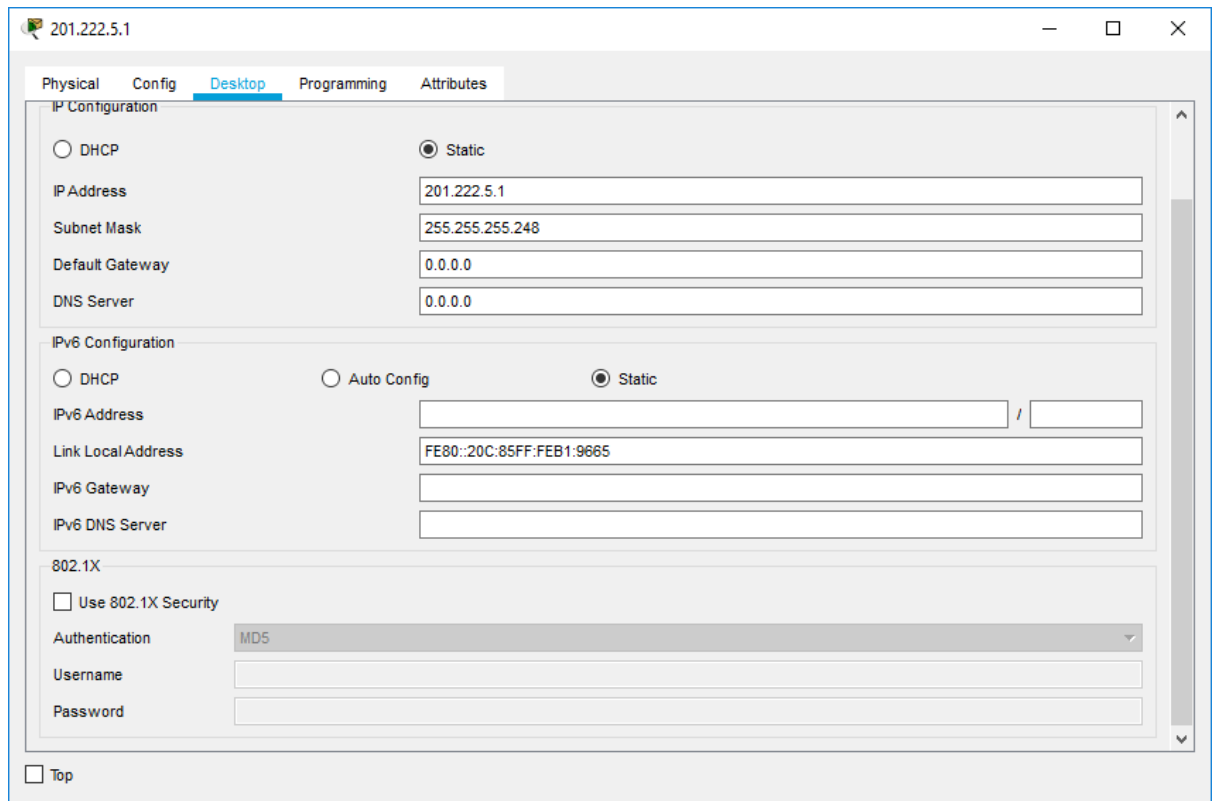 201.222.5.1
Physical Config Desktop Programming Attributes
IP Configuration
DHCP Static
IP Address 201.222.5.1
Subnet Mask 255.255.255.248
Default Gateway 0.0.0.0
DNS Server 0.0.0.0
IPv6 Configuration
DHCP Auto Config Static
IPv6 Address /
Link Local Address FE80::20C:85FF:FEB1:9665
IPv6 Gateway
IPv6 DNS Server
802.1X
Use 802.1X Security
Authentication MD5
Username
Password
Top